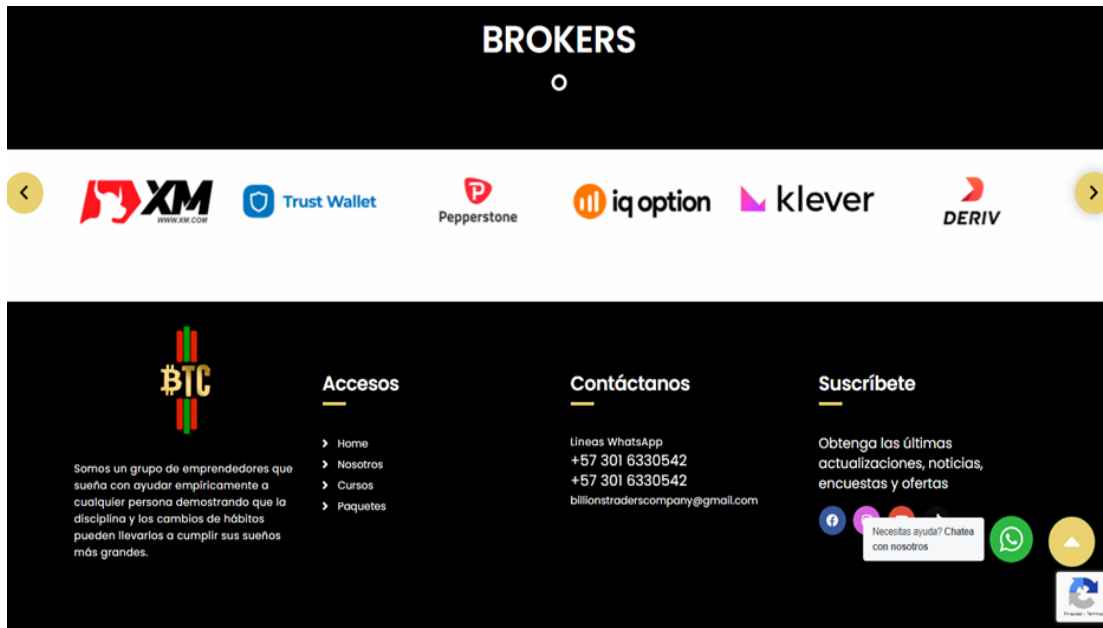 BROKERS
XM
WWW.XM.COM
Trust Wallet
Pepperstone
iq option
klever
DERIV
BTC
Somos un grupo de emprendedores que
sueña con ayudar empíricamente a
cualquier persona demostrando que la
disciplina y los cambios de hábitos
pueden llevarlos a cumplir sus sueños
más grandes.
Accesos
Home
Nosotros
Cursos
Paquetes
Contáctanos
Lineas WhatsApp
+57 301 6330542
+57 301 6330542
billionstraderscompany@gmail.com
Suscríbete
Obtenga las últimas
actualizaciones, noticias,
encuestas y ofertas
Necesitas ayuda? Chatea
con nosotros